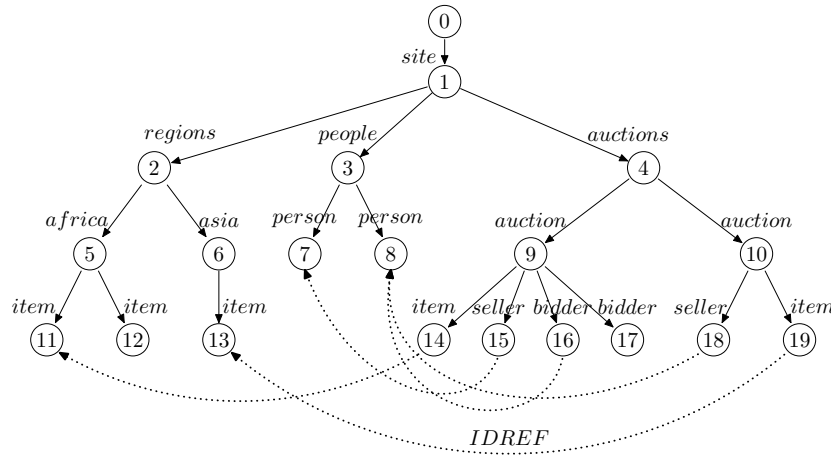 0
site
1
regions people auctions
2 3 4
africa asia person person auction auction
5 6 7 8 9 10
item item item item seller bidder bidder seller item
11 12 13 14 15 16 17 18 19
IDREF